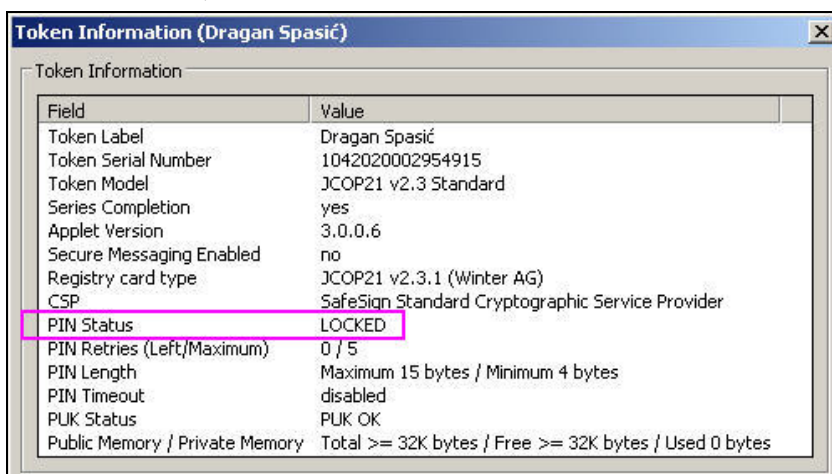 Token Information (Dragan Spasić)
Token Information
Field Value
Token Label Dragan Spasić
Token Serial Number 1042020002954915
Token Model JCOP21 v2.3 Standard
Series Completion yes
Applet Version 3.0.0.6
Secure Messaging Enabled no
Registry card type JCOP21 v2.3.1 (Winter AG)
CSP SafeSign Standard Cryptographic Service Provider
PIN Status LOCKED
PIN Retries (Left/Maximum) 0 / 5
PIN Length Maximum 15 bytes / Minimum 4 bytes
PIN Timeout disabled
PUK Status PUK OK
Public Memory / Private Memory Total >= 32K bytes / Free >= 32K bytes / Used 0 bytes